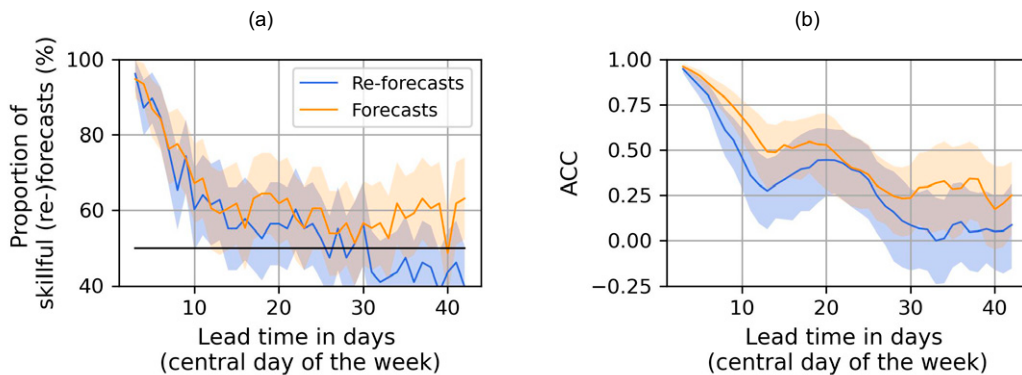 (a)
Proportion of
skillful (re-)forecasts (%)
100
80
60
40
10
20
30
40
Re-forecasts
Forecasts
Lead time in days
(central day of the week)
(b)
ACC
1.00
0.75
0.50
0.25
0.00
−0.25
10
20
30
40
Lead time in days
(central day of the week)